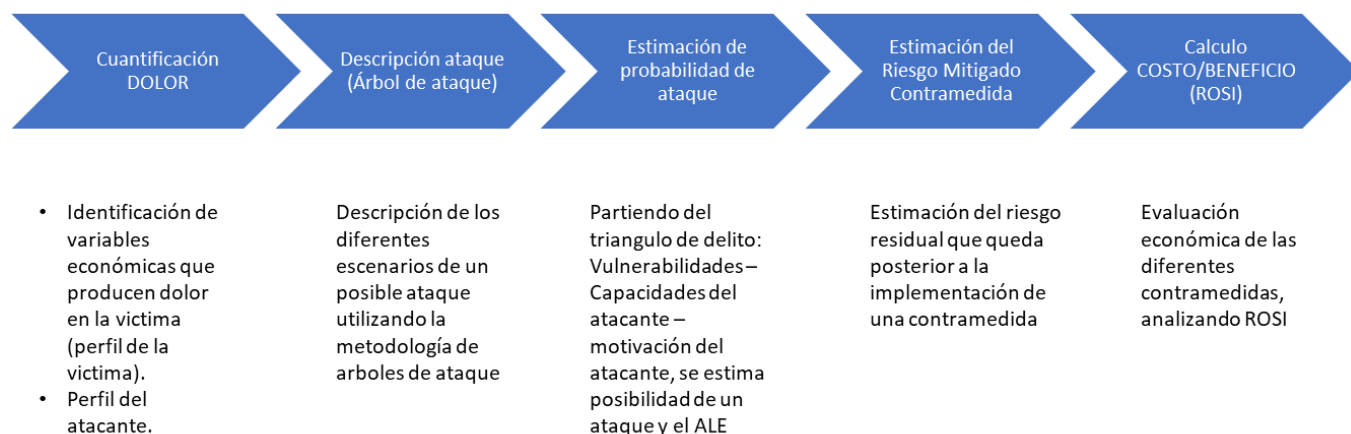 Cuantificación
DOLOR
Descripción ataque
(Árbol de ataque)
Estimación de
probabilidad de
ataque
Estimación del
Riesgo Mitigado
Contramedida
Calculo
COSTO/BENEFICIO
(ROSI)
• Identificación de
variables
económicas que
producen dolor
en la victima
(perfil de la
victima).
• Perfil del
atacante.
Descripción de los
diferentes
escenarios de un
posible ataque
utilizando la
metodología de
arboles de ataque
Partiendo del
triangulo de delito:
Vulnerabilidades –
Capacidades del
atacante –
motivación del
atacante, se estima
posibilidad de un
ataque y el ALE
Estimación del riesgo
residual que queda
posterior a la
implementación de
una contramedida
Evaluación
económica de las
diferentes
contramedidas,
analizando ROSI